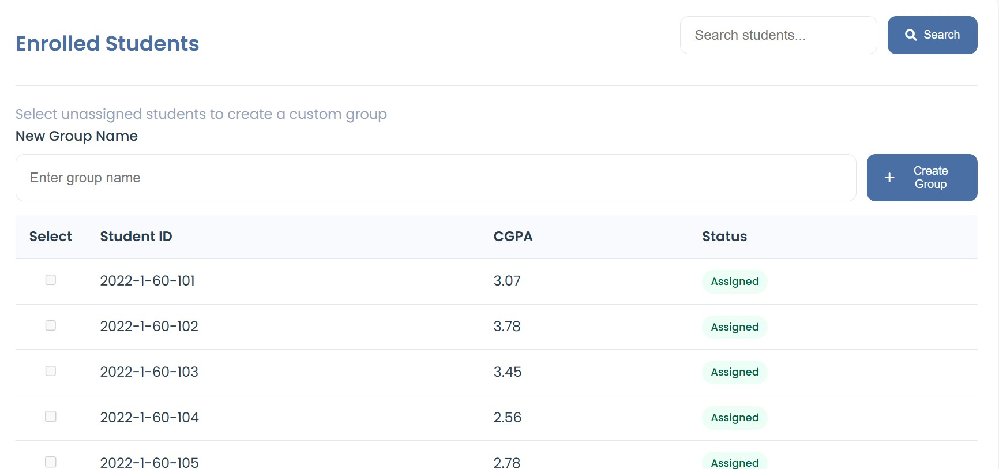 Enrolled Students
Search students...
Search
Select unassigned students to create a custom group
New Group Name
Enter group name
+ Create
Group
Select Student ID CGPA Status
2022-1-60-101 3.07 Assigned
2022-1-60-102 3.78 Assigned
2022-1-60-103 3.45 Assigned
2022-1-60-104 2.56 Assigned
2022-1-60-105 2.78 Assigned